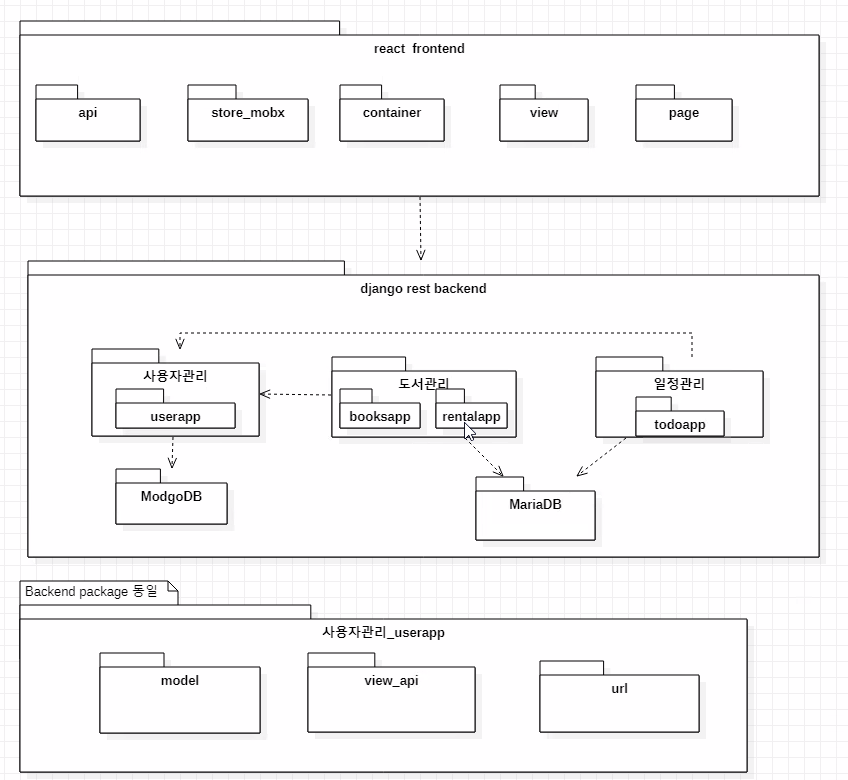 react  frontend
api
store_mobx
container
view
page
django rest backend
사용자관리
userapp
도서관리
booksapp
rentalapp
일정관리
todoapp
ModgoDB
MariaDB
Backend package 동일
사용자관리_userapp
model
view_api
url